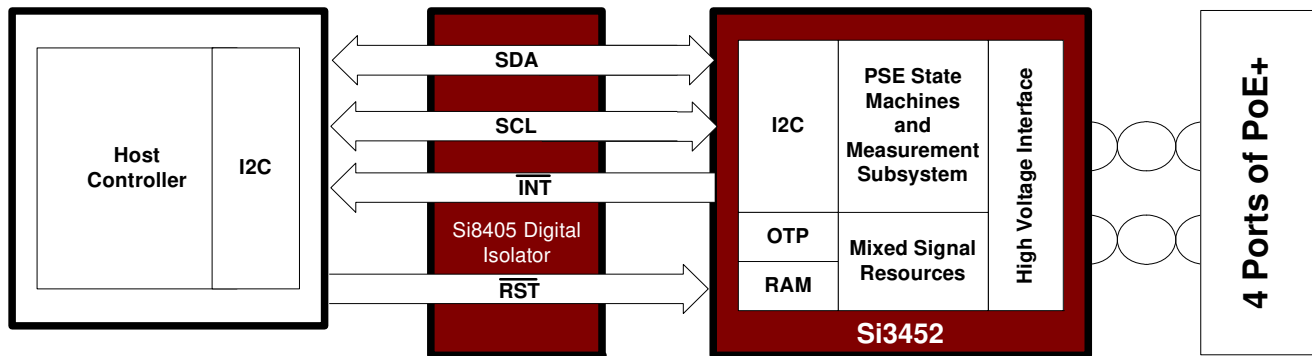 Host
Controller
I2C
SDA
SCL
INT
Si8405 Digital
Isolator
RST
I2C
PSE State
Machines
and
Measurement
Subsystem
OTP
RAM
Mixed Signal
Resources
High Voltage Interface
Si3452
4 Ports of PoE+